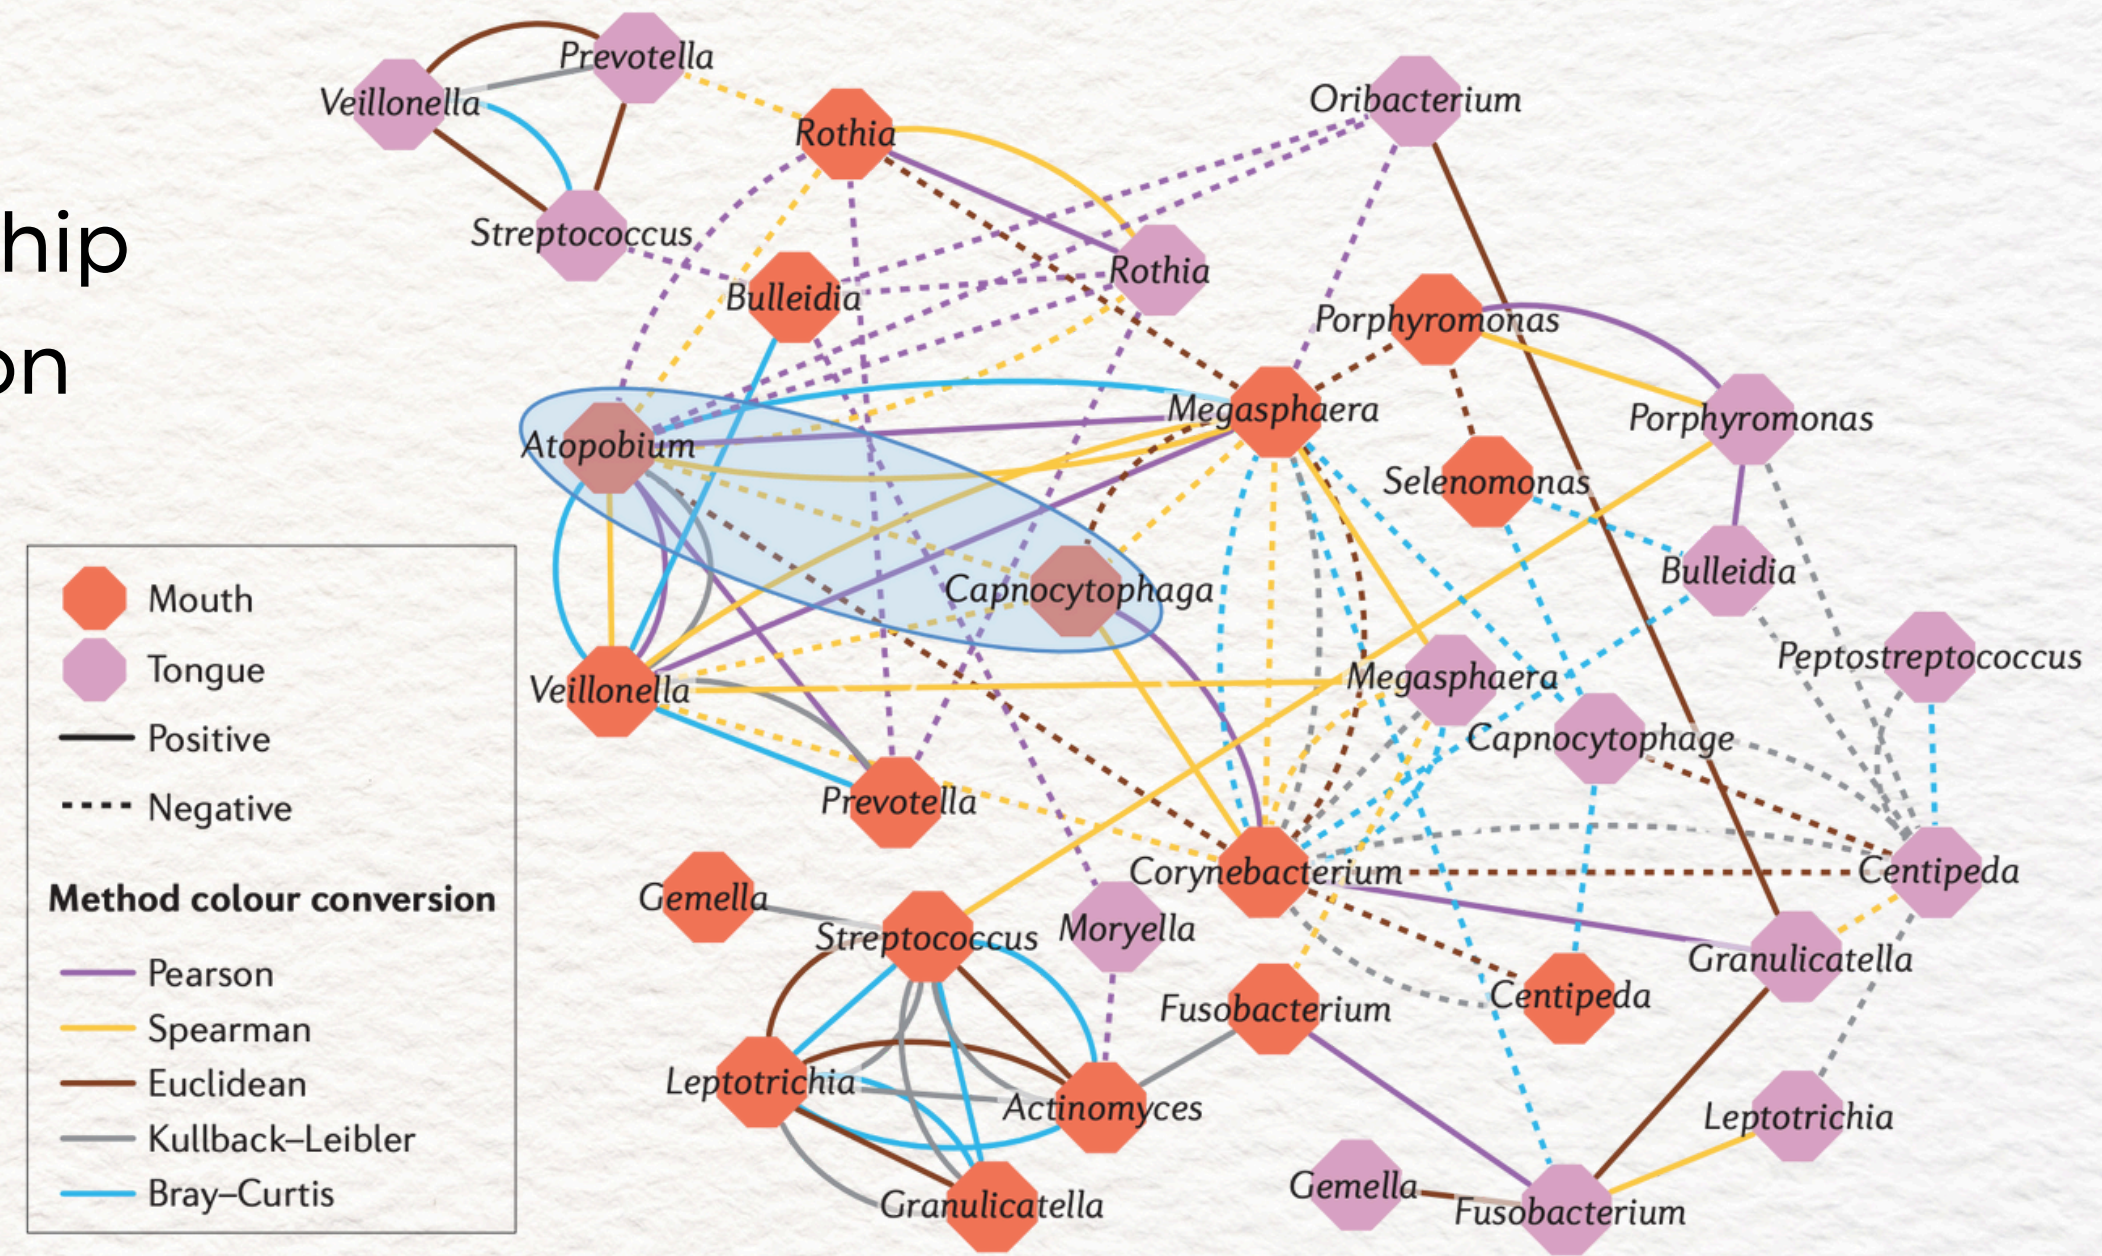 hip
on
Prevotella
Veillonella
Oribacterium
Rothia
Streptococcus
Rothia
Bulleidia
Porphyromonas
Megasphaera
Porphyromonas
Atopobium
Selenomonas
Bulleidia
Capnocytophaga
Peptostreptococcus
Megasphaera
Veillonella
Capnocytophage
Prevotella
Corynebacterium
Centipeda
Gemella
Streptococcus
Moryella
Granulicatella
Centipeda
Fusobacterium
Leptotrichia
Actinomyces
Leptotrichia
Gemella
Granulicatella
Fusobacterium
Mouth
Tongue
Positive
Negative
Method colour conversion
Pearson
Spearman
Euclidean
Kullback–Leibler
Bray–Curtis